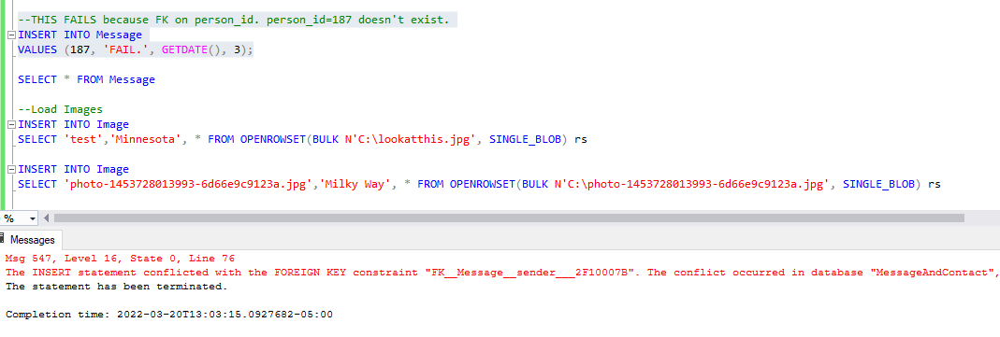 --THIS FAILS because FK on person_id. person_id=187 doesn't exist.
INSERT INTO Message
VALUES (187, 'FAIL.', GETDATE(), 3);
SELECT * FROM Message
--Load Images
INSERT INTO Image
SELECT 'test','Minnesota', * FROM OPENROWSET(BULK N'C:\lookatthis.jpg', SINGLE_BLOB) rs
INSERT INTO Image
SELECT 'photo-1453728013993-6d66e9c9123a.jpg','Milky Way', * FROM OPENROWSET(BULK N'C:\photo-1453728013993-6d66e9c9123a.jpg', SINGLE_BLOB) rs
%
Messages
Msg 547, Level 16, State 0, Line 76
The INSERT statement conflicted with the FOREIGN KEY constraint "FK__Message__sender___2F10007B". The conflict occurred in database "MessageAndContact",
The statement has been terminated.
Completion time: 2022-03-20T13:03:15.0927682-05:00